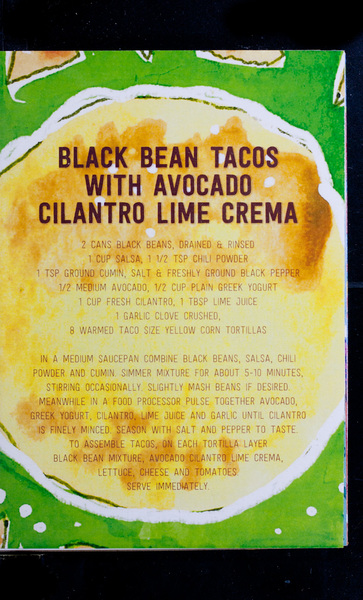 BLACK BEAN TACOS
WITH AVOCADO
CILANTRO LIME CREMA
2 CANS BLACK BEANS, DRAINED & RINSED
1 CUP SALSA, 1 1/2 TSP CHILI POWDER
1 TSP GROUND CUMIN, SALT & FRESHLY GROUND BLACK PEPPER
1/2 MEDIUM AVOCADO, 1/2 CUP PLAIN GREEK YOGURT
1 CUP FRESH CILANTRO, 1 TBSP LIME JUICE
1 GARLIC CLOVE CRUSHED,
8 WARMED TACO SIZE YELLOW CORN TORTILLAS
IN A MEDIUM SAUCEPAN COMBINE BLACK BEANS, SALSA, CHILI
POWDER AND CUMIN. SIMMER MIXTURE FOR ABOUT 5-10 MINUTES,
STIRRING OCCASIONALLY. SLIGHTLY MASH BEANS IF DESIRED.
MEANWHILE IN A FOOD PROCESSOR PULSE TOGETHER AVOCADO,
GREEK YOGURT, CILANTRO, LIME JUICE AND GARLIC UNTIL CILANTRO
IS FINELY MINCED. SEASON WITH SALT AND PEPPER TO TASTE.
TO ASSEMBLE TACOS, ON EACH TORTILLA LAYER
BLACK BEAN MIXTURE, AVOCADO CILANTRO LIME CREMA,
LETTUCE, CHEESE AND TOMATOES.
SERVE IMMEDIATELY.